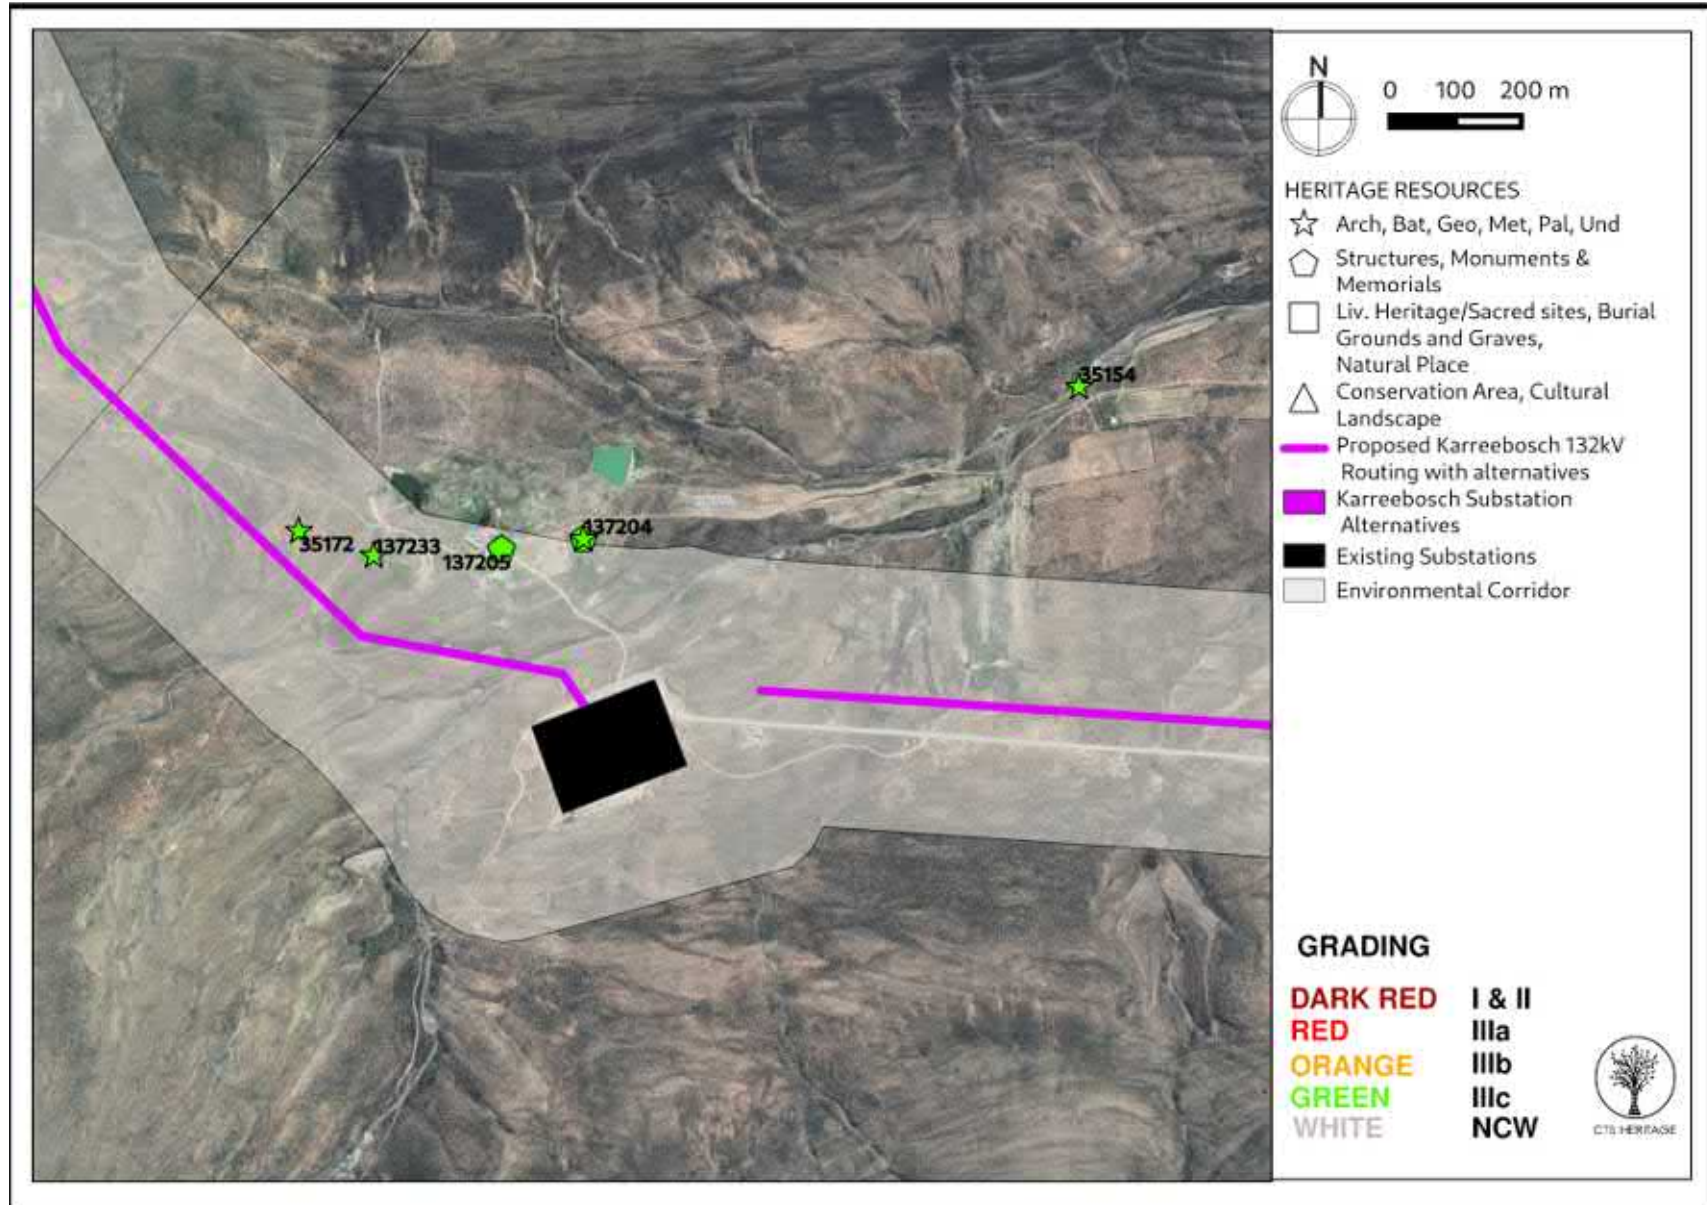 N
0 100 200 m
HERITAGE RESOURCES
Arch, Bat, Geo, Met, Pal, Und
Structures, Monuments &
Memorials
Liv. Heritage/Sacred sites, Burial
Grounds and Graves,
Natural Place
Conservation Area, Cultural
Landscape
Proposed Karreebosch 132kV
Routing with alternatives
Karreebosch Substation
Alternatives
Existing Substations
Environmental Corridor
35154
137204
35172
137233
137205
GRADING
DARK RED I & II
RED IIIa
ORANGE IIIb
GREEN IIIc
WHITE NCW
CTS HERITAGE